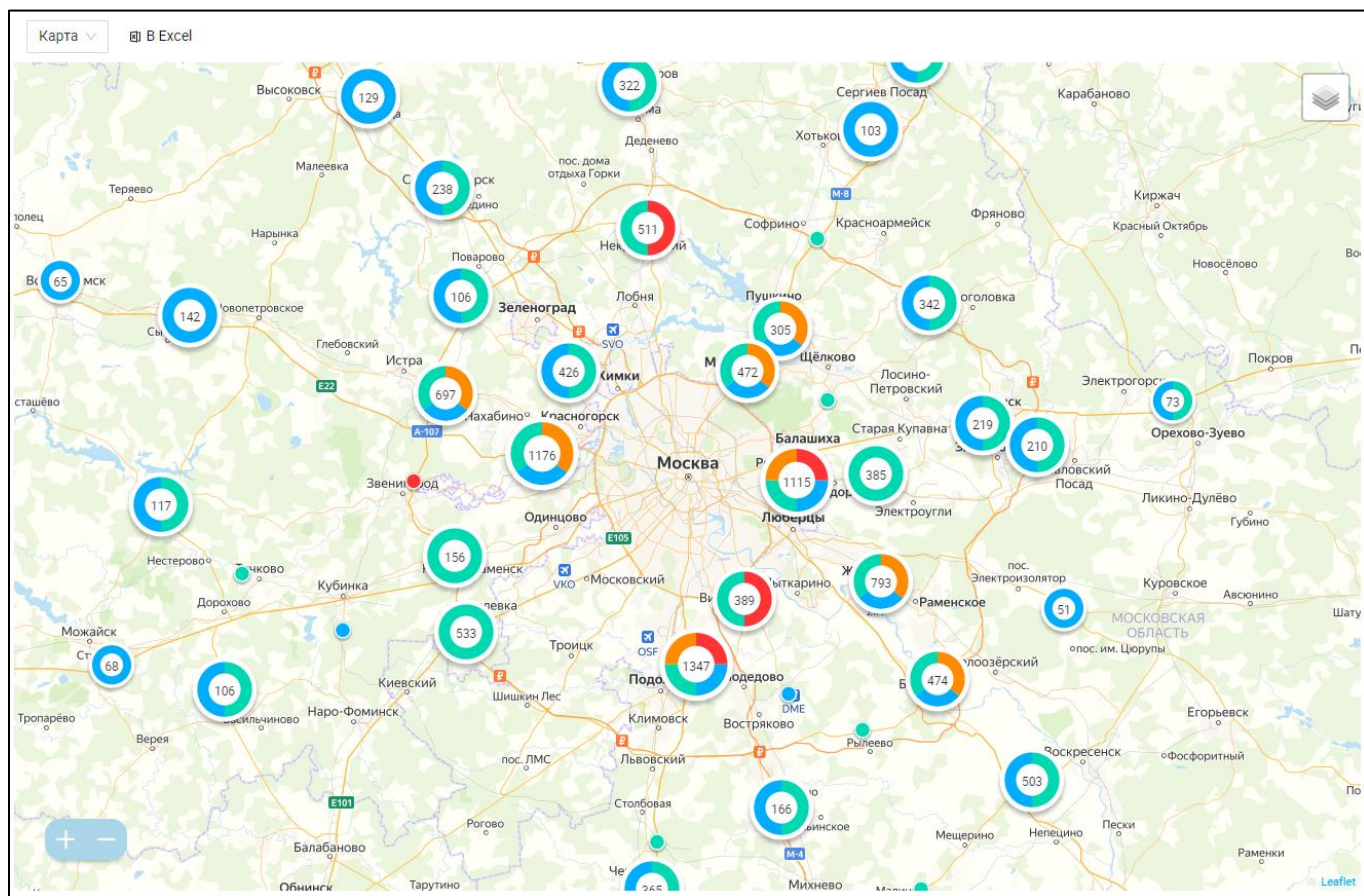 Карта
В Excel
Высоковск
129
322
Сергиев Посад
Карабаново
103
Деденево
Малеевка
пос. дома
отдыха Горки
Теряево
238
М-8
Киржач
Нарынка
511
Софрино
Красноармейск
Фряново
Красный Октябрь
Поварово
Новосёлово
65
142
Новопетровское
106
Лобня
Пушкино
342
Зеленоград
305
Глебовский
SVO
Истра
426
472
Щёлково
Покров
Химки
Лосино-
Петровский
Электрогорск
E22
697
73
Нахабино
Красногорск
219
А-107
Балашиха
Старая Купавна
210
Орехово-Зуево
1176
Москва
1115
385
Звенигород
Ликино-Дулёво
117
Электроугли
Губино
Одинцово
Люберцы
E105
156
Нестерово
VKO
Московский
793
пос.
Электроизолятор
Куровское
Кубинка
Дорохово
389
Раменское
51
Авсюнино
МОСКОВСКАЯ
ОБЛАСТЬ
Можайск
533
OSF
Троицк
пос. им. Цюрупы
68
1347
474
106
Киевский
Шишкин Лес
DME
Тропарёво
Наро-Фоминск
Климовск
Востряково
Егорьевск
Верея
Рылеево
пос. ЛМС
Львовский
Воскресенск
Фосфоритный
503
E101
Столбовая
166
Рогово
Мещерино
Непецино
Пески
Балабаново
М-4
Раменки
Обнинск
Тарутино
365
Михнево
Leaflet